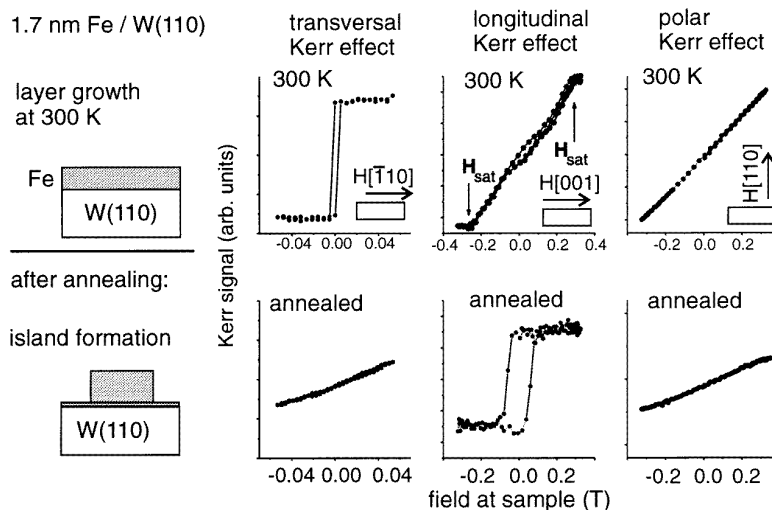 1.7 nm Fe / W(110)
layer growth
at 300 K
Fe
W(110)
after annealing:
island formation
W(110)
Kerr signal (arb. units)
transversal
Kerr effect
300 K
H[1̅10]
-0.04 0.00 0.04
longitudinal
Kerr effect
300 K
Hsat
Hsat
H[001]
-0.4 -0.2 0.0 0.2 0.4
polar
Kerr effect
300 K
H[110]
-0.2 0.2
annealed
-0.04 0.00 0.04
annealed
-0.2 0.0 0.2
annealed
-0.2 0.0 0.2
field at sample (T)